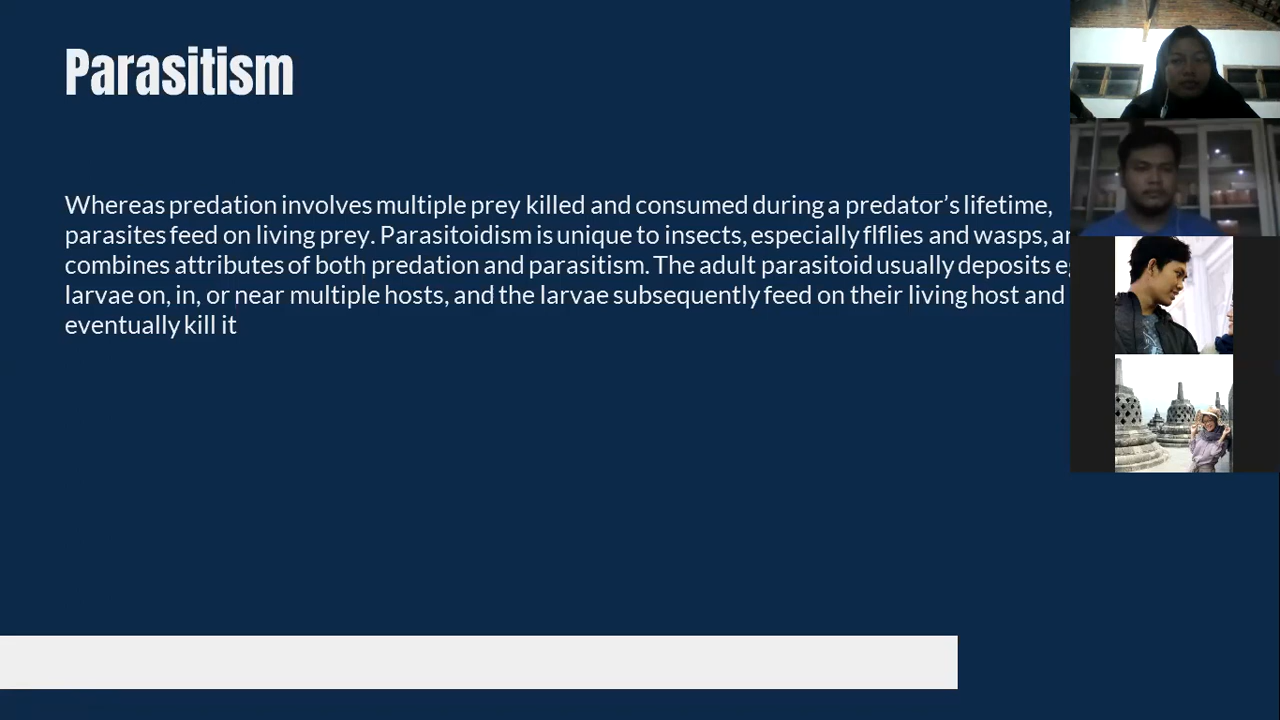 Parasitism
Whereas predation involves multiple prey killed and consumed during a predator’s lifetime,
parasites feed on living prey. Parasitoidism is unique to insects, especially flflies and wasps,
combines attributes of both predation and parasitism. The adult parasitoid usually deposits
larvae on, in, or near multiple hosts, and the larvae subsequently feed on their living host and
eventually kill it